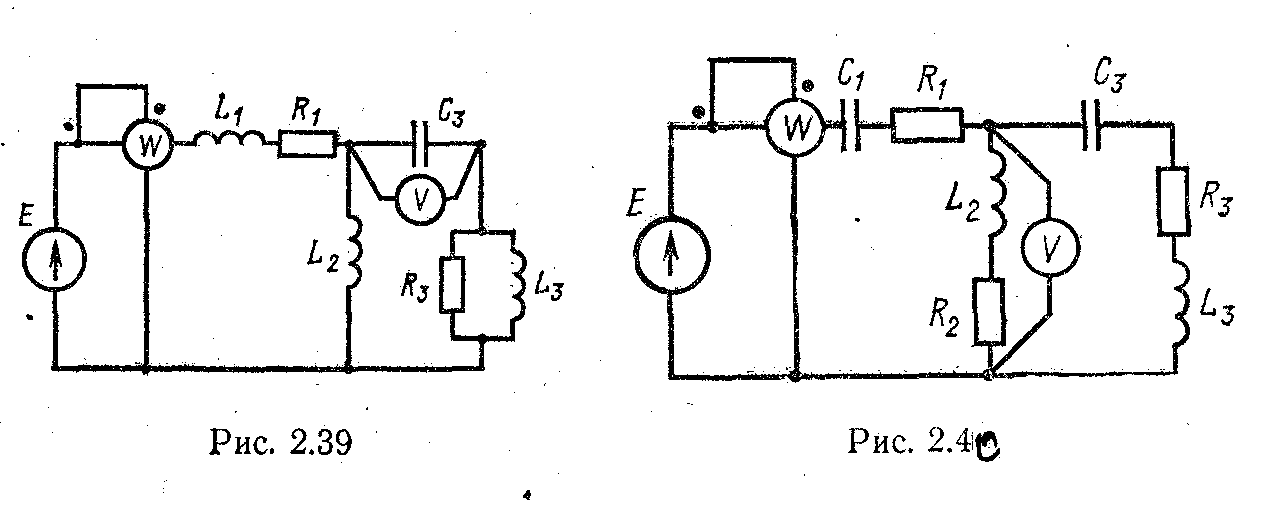 L1 R1 C3
W
V
E
L2
R3 L3
Рис. 2.39
C1 R1 C3
W
E
L2
V
R3
R2
L3
Рис. 2.40